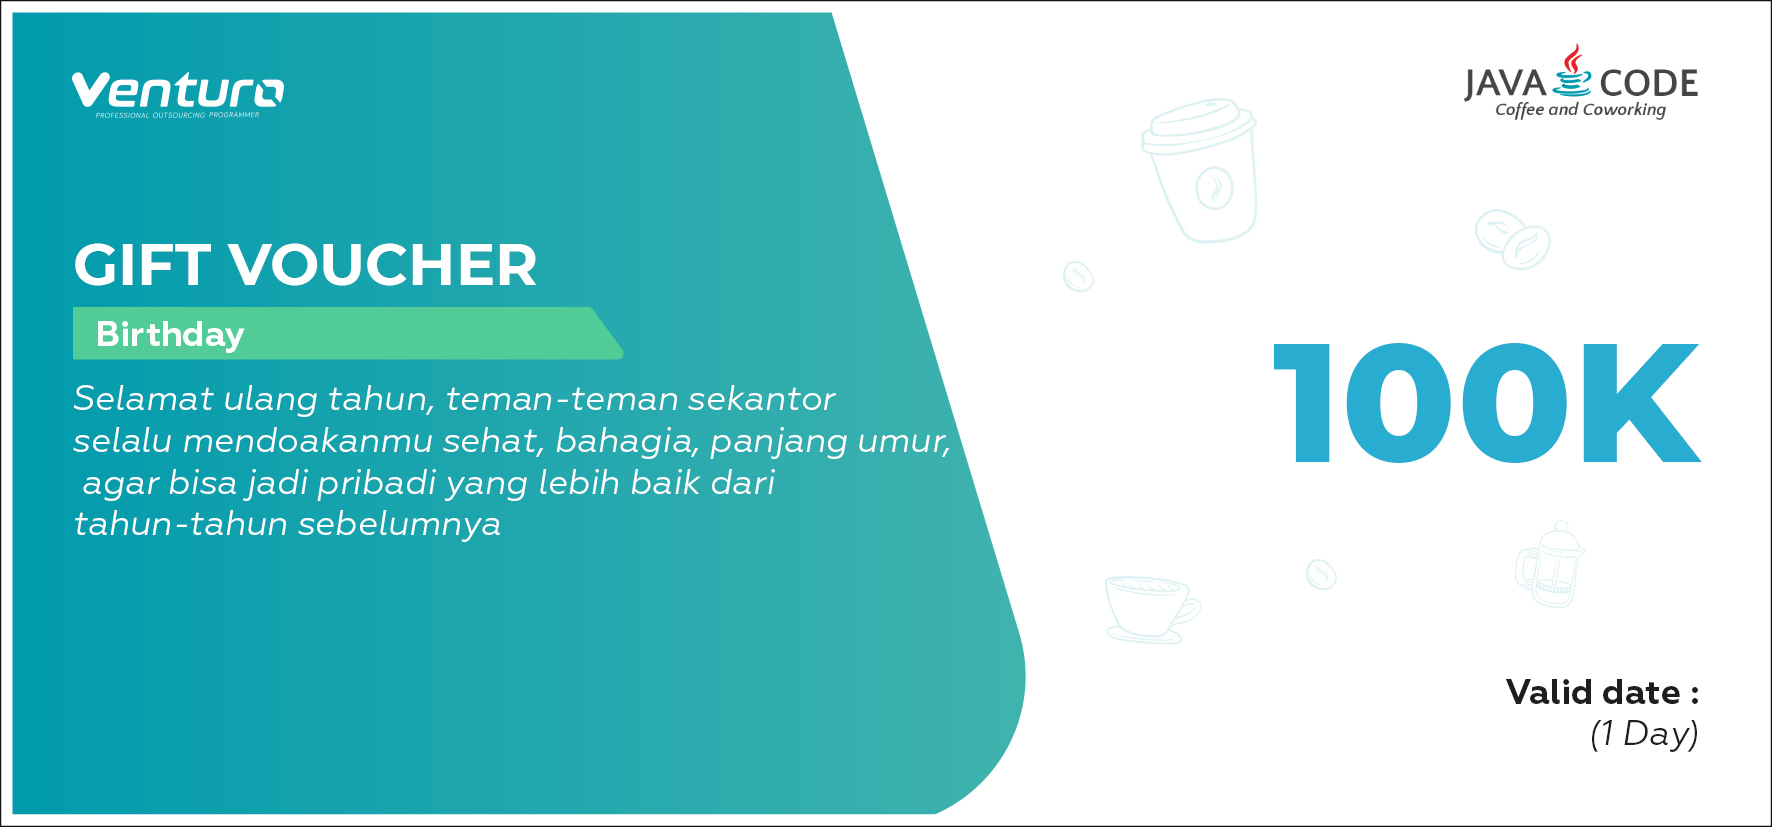 Venturo
PROFESSIONAL OUTSOURCING PROGRAMMER
JAVA CODE
Coffee and Coworking
GIFT VOUCHER
Birthday
Selamat ulang tahun, teman-teman sekantor
selalu mendoakanmu sehat, bahagia, panjang umur,
agar bisa jadi pribadi yang lebih baik dari
tahun-tahun sebelumnya
100K
Valid date :
(1 Day)